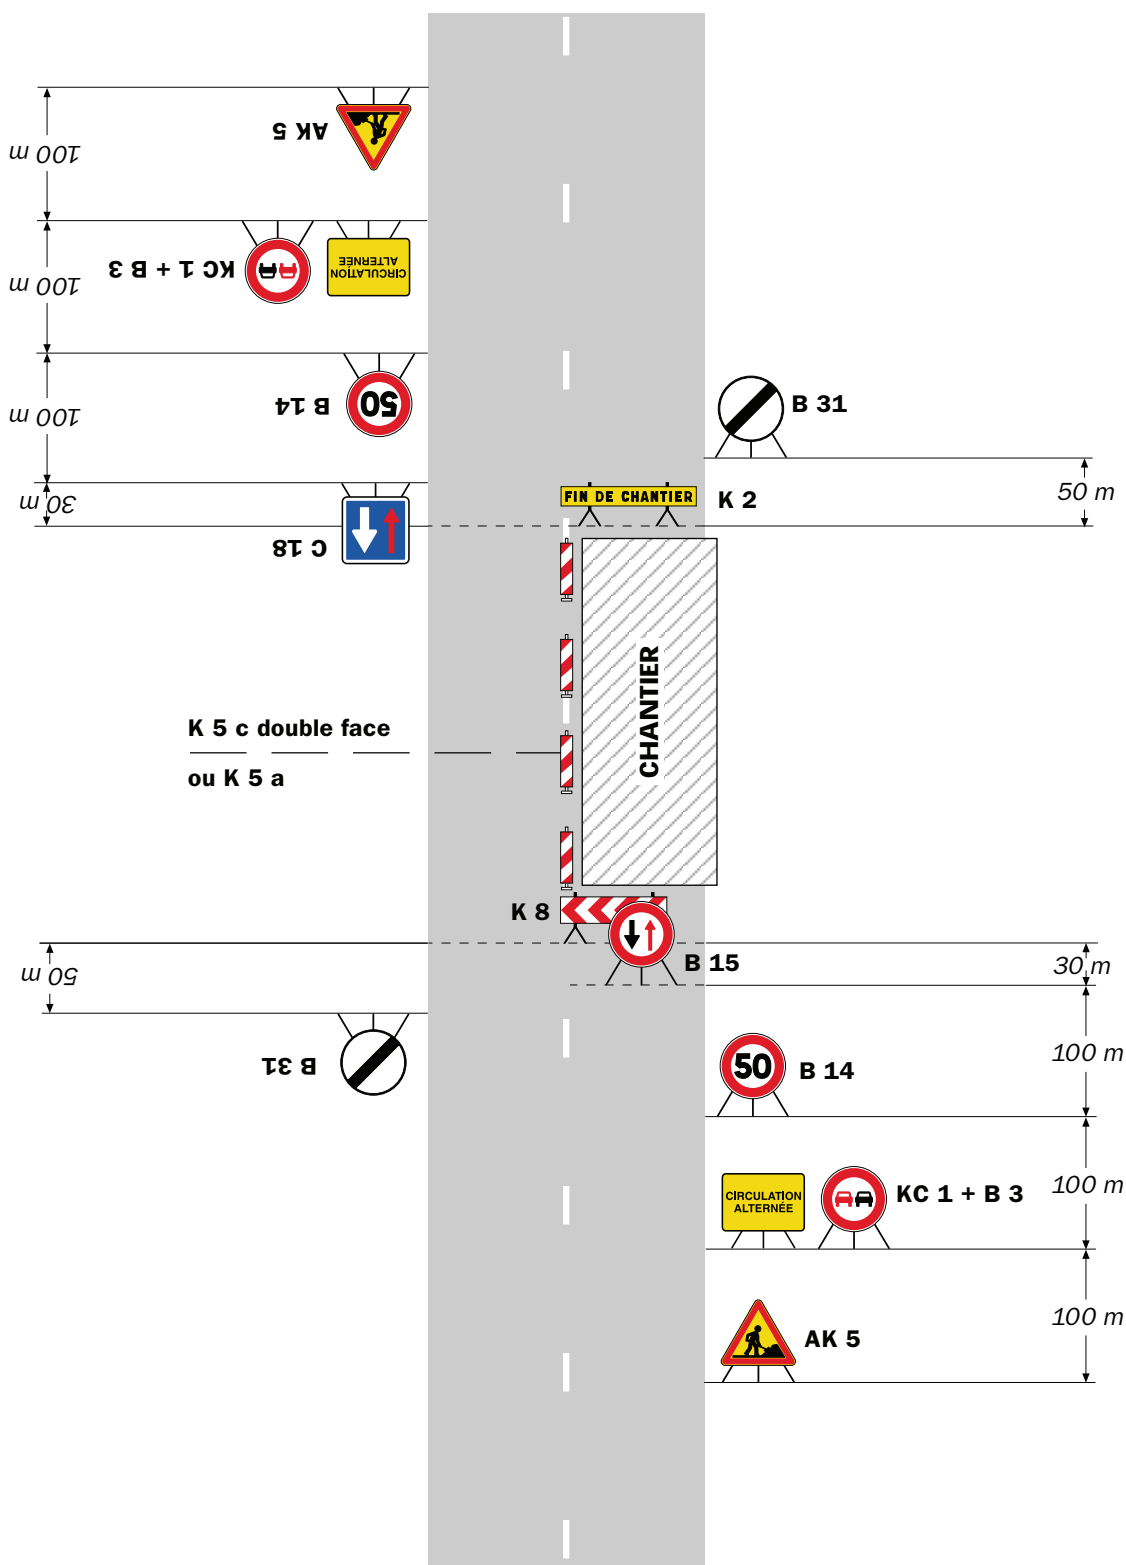 AK 5
100 m
KC 1 + B 3
CIRCULATION
ALTERNÉE
100 m
B 14
50
100 m
B 31
50 m
FIN DE CHANTIER
K 2
30 m
C 18
CHANTIER
K 5 c double face
ou K 5 a
K 8
B 15
30 m
50 m
B 31
50
B 14
100 m
CIRCULATION
ALTERNÉE
KC 1 + B 3
100 m
AK 5
100 m